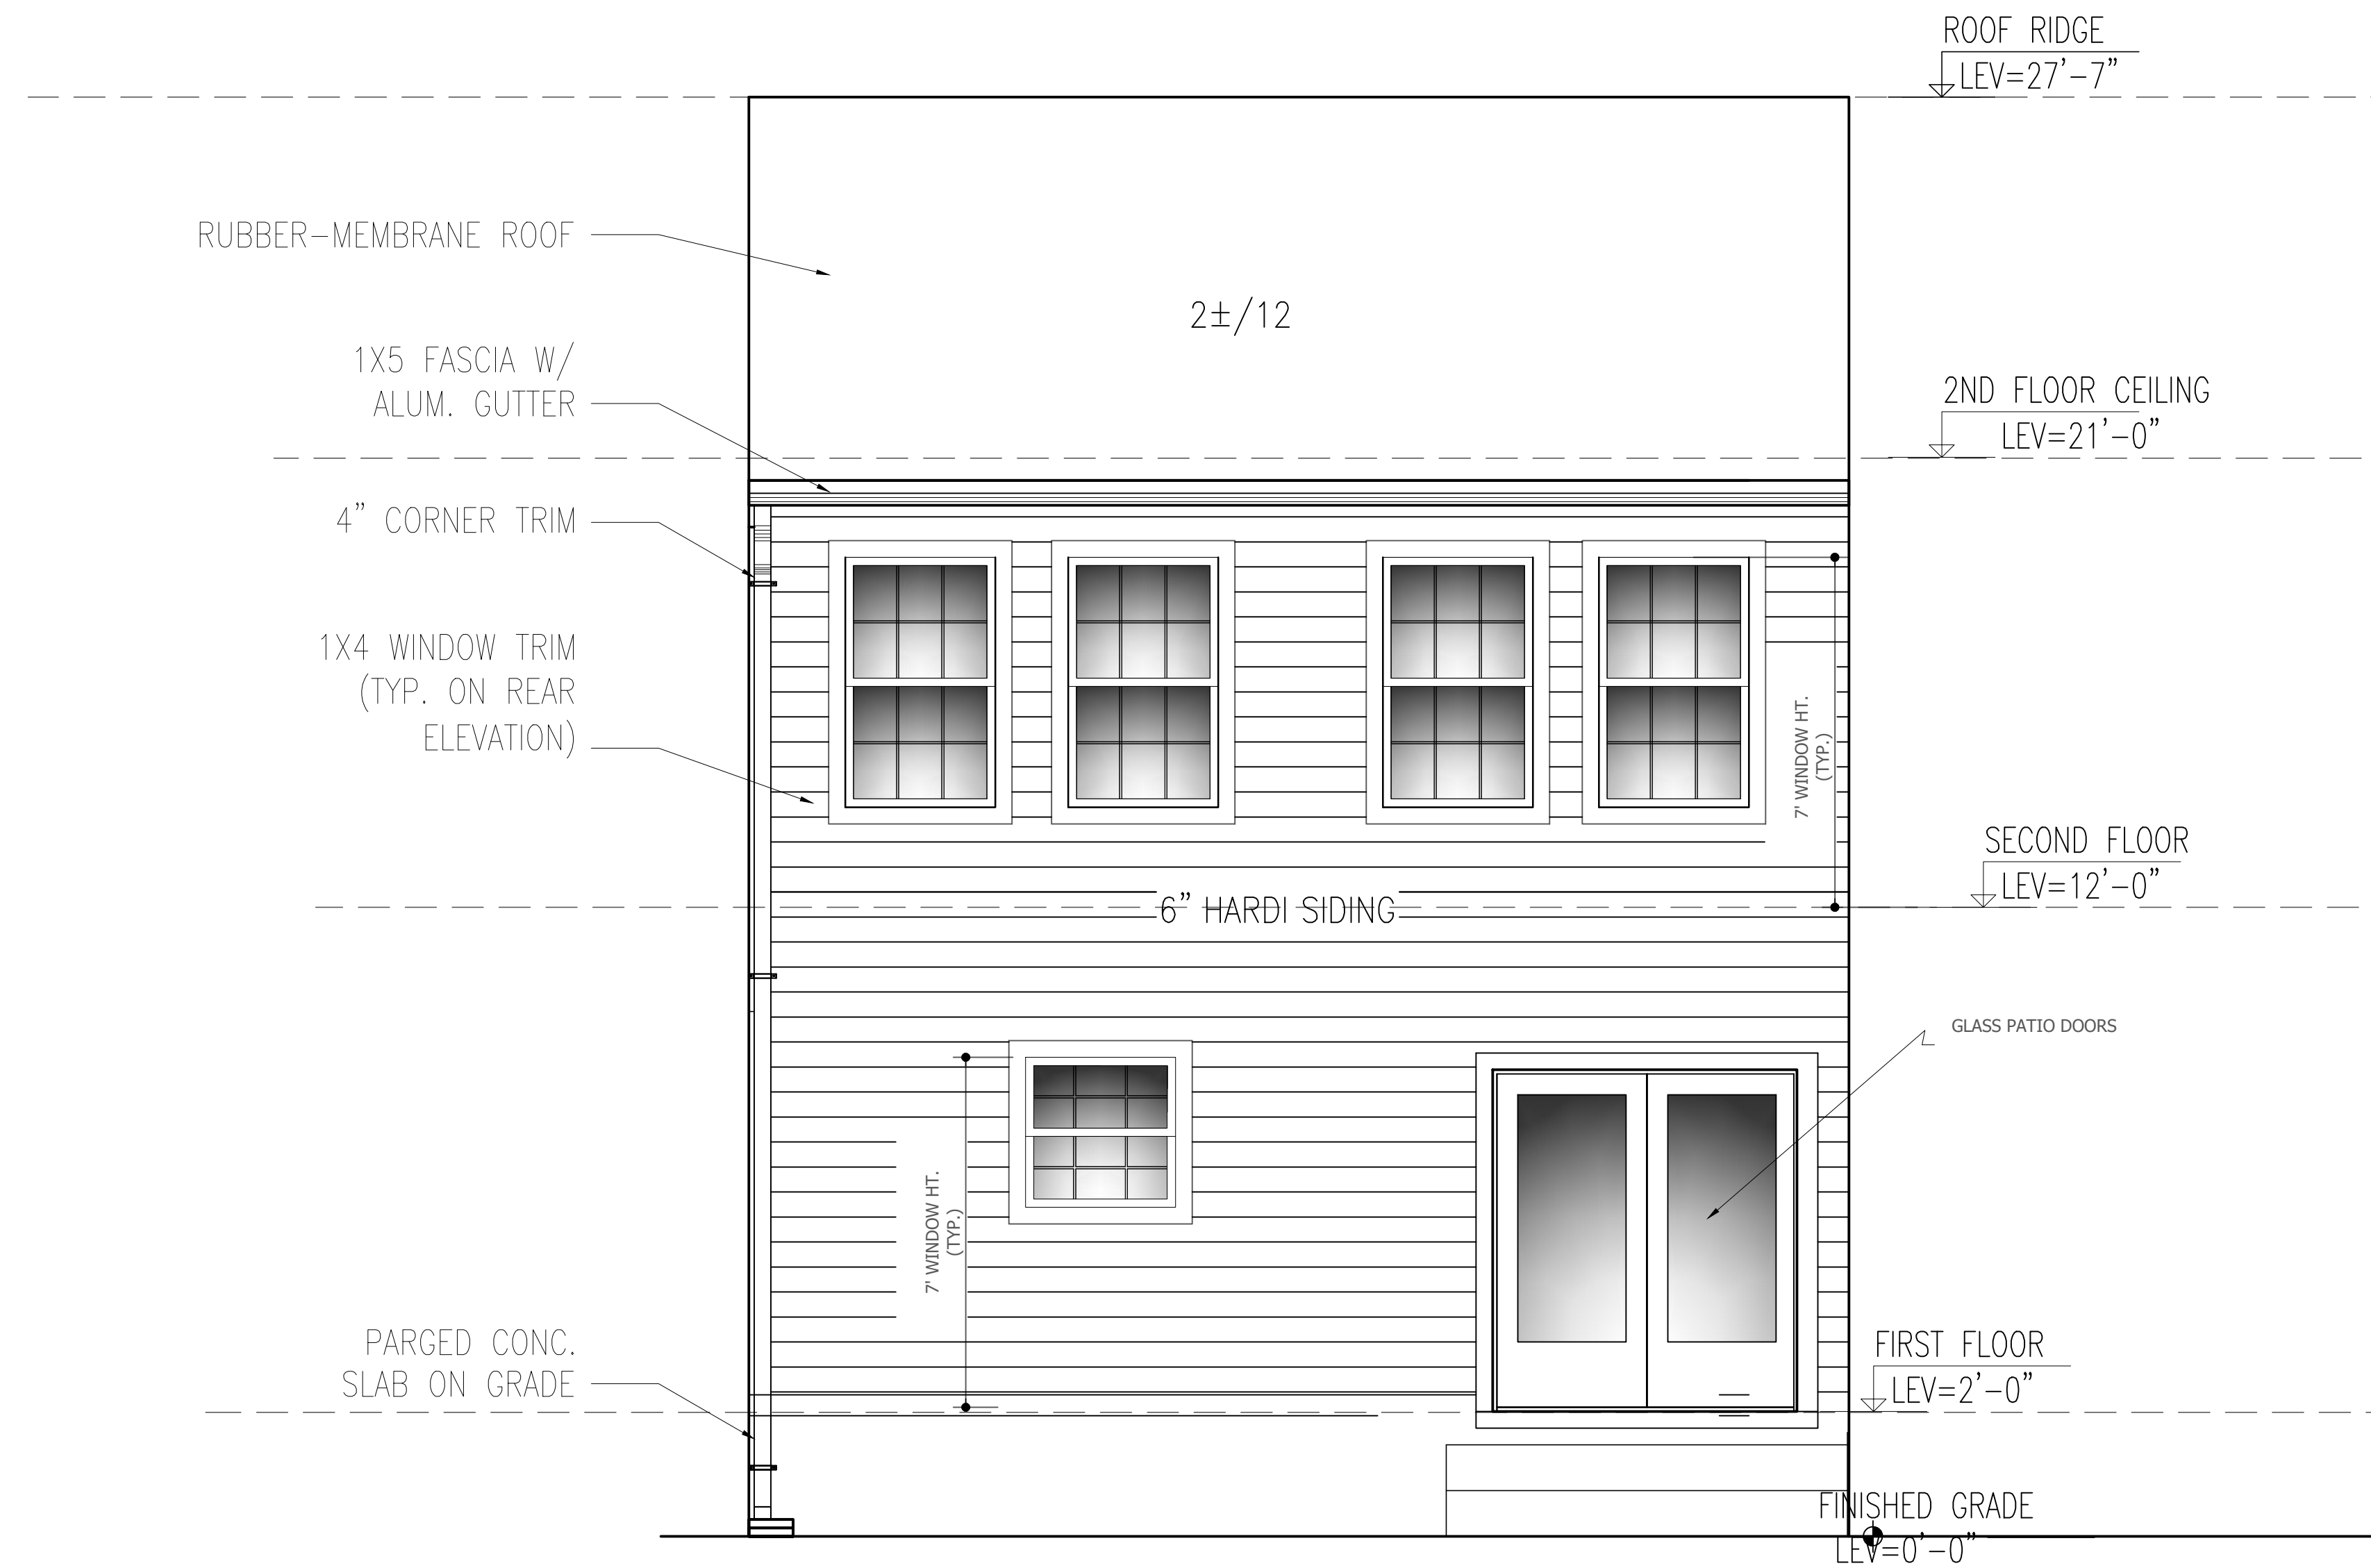 ROOF RIDGE
LEV=27'-7"
RUBBER-MEMBRANE ROOF
2±/12
1X5 FASCIA W/
ALUM. GUTTER
2ND FLOOR CEILING
LEV=21'-0"
4" CORNER TRIM
1X4 WINDOW TRIM
(TYP. ON REAR
ELEVATION)
7' WINDOW HT.
(TYP.)
SECOND FLOOR
LEV=12'-0"
6" HARDI SIDING
GLASS PATIO DOORS
7' WINDOW HT.
(TYP.)
PARGED CONC.
SLAB ON GRADE
FIRST FLOOR
LEV=2'-0"
FINISHED GRADE
LEV=0'-0"